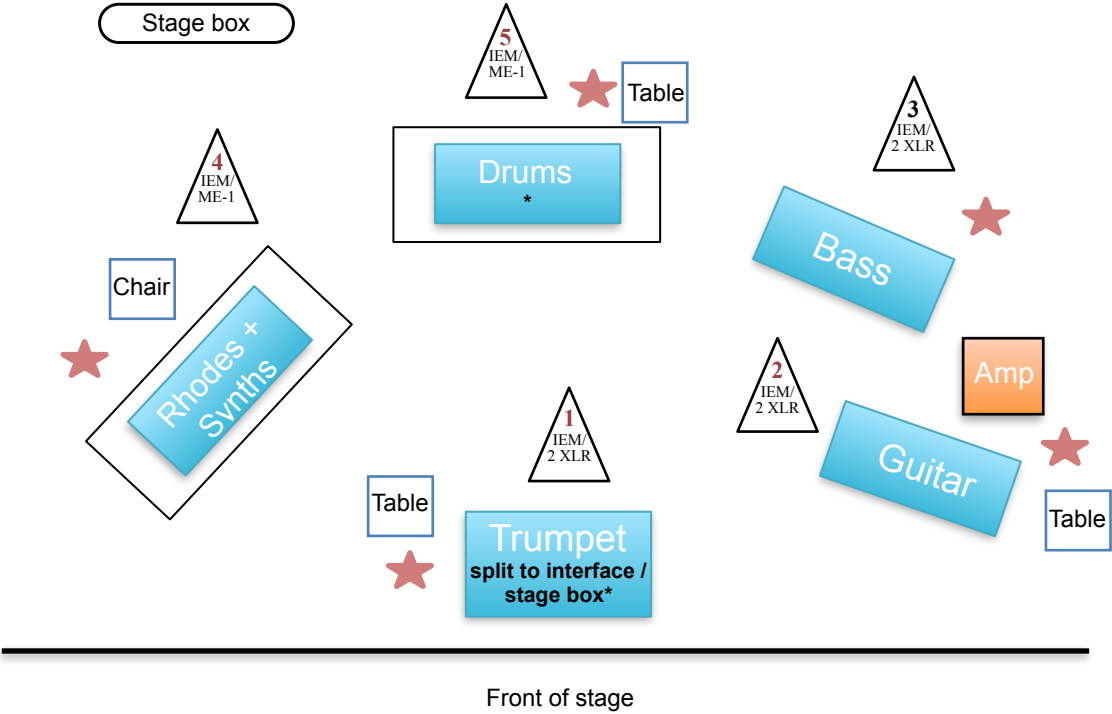 Stage box
5
IEM/
ME-1
Table
Drums
*
3
IEM/
2 XLR
4
IEM/
ME-1
Bass
Chair
Rhodes +
Synths
2
IEM/
2 XLR
Amp
1
IEM/
2 XLR
Guitar
Table
Table
Trumpet
split to interface /
stage box*
Front of stage